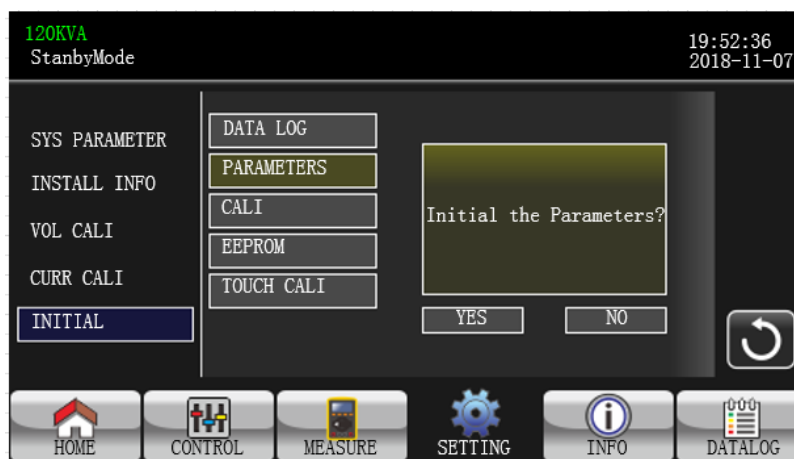 120KVA
StanbyMode
19:52:36
2018-11-07
SYS PARAMETER
INSTALL INFO
VOL CALI
CURR CALI
INITIAL
DATA LOG
PARAMETERS
CALI
EEPROM
TOUCH CALI
Initial the Parameters?
YES
NO
HOME
CONTROL
MEASURE
SETTING
INFO
DATALOG